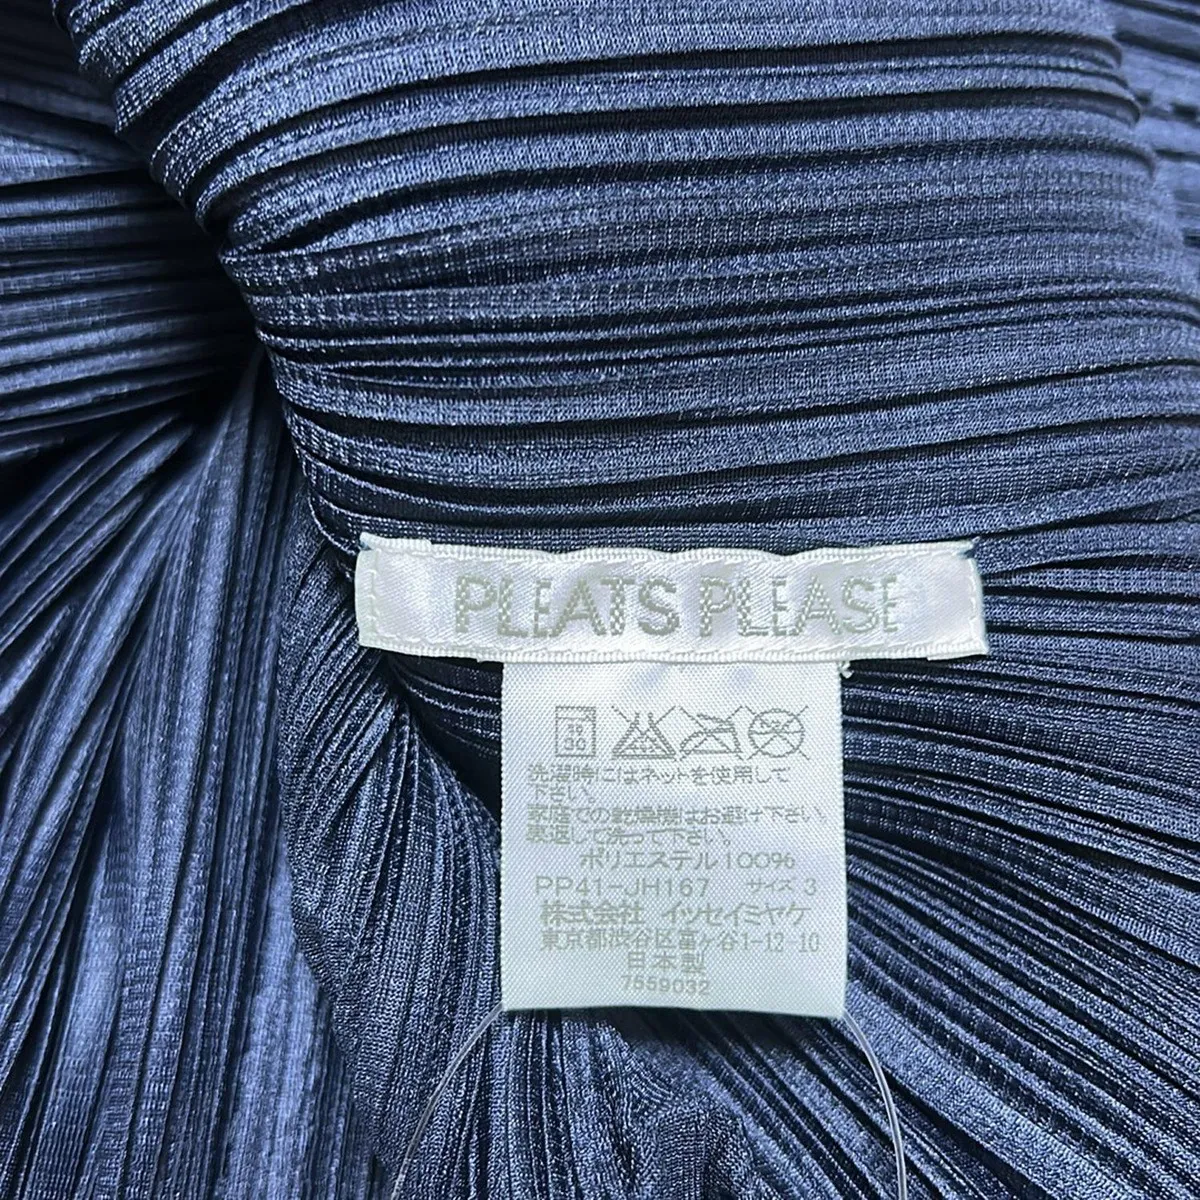 PLEATS PLEASE
洗濯時にはネットを使用して
下さい。
家庭での乾燥機はお避け下さい。
裏返して洗って下さい。
ポリエステル100%
PP41-JH167 サイズ 3
株式会社 イッセイミヤケ
東京都渋谷区富ヶ谷1-12-10
日本製
7559032